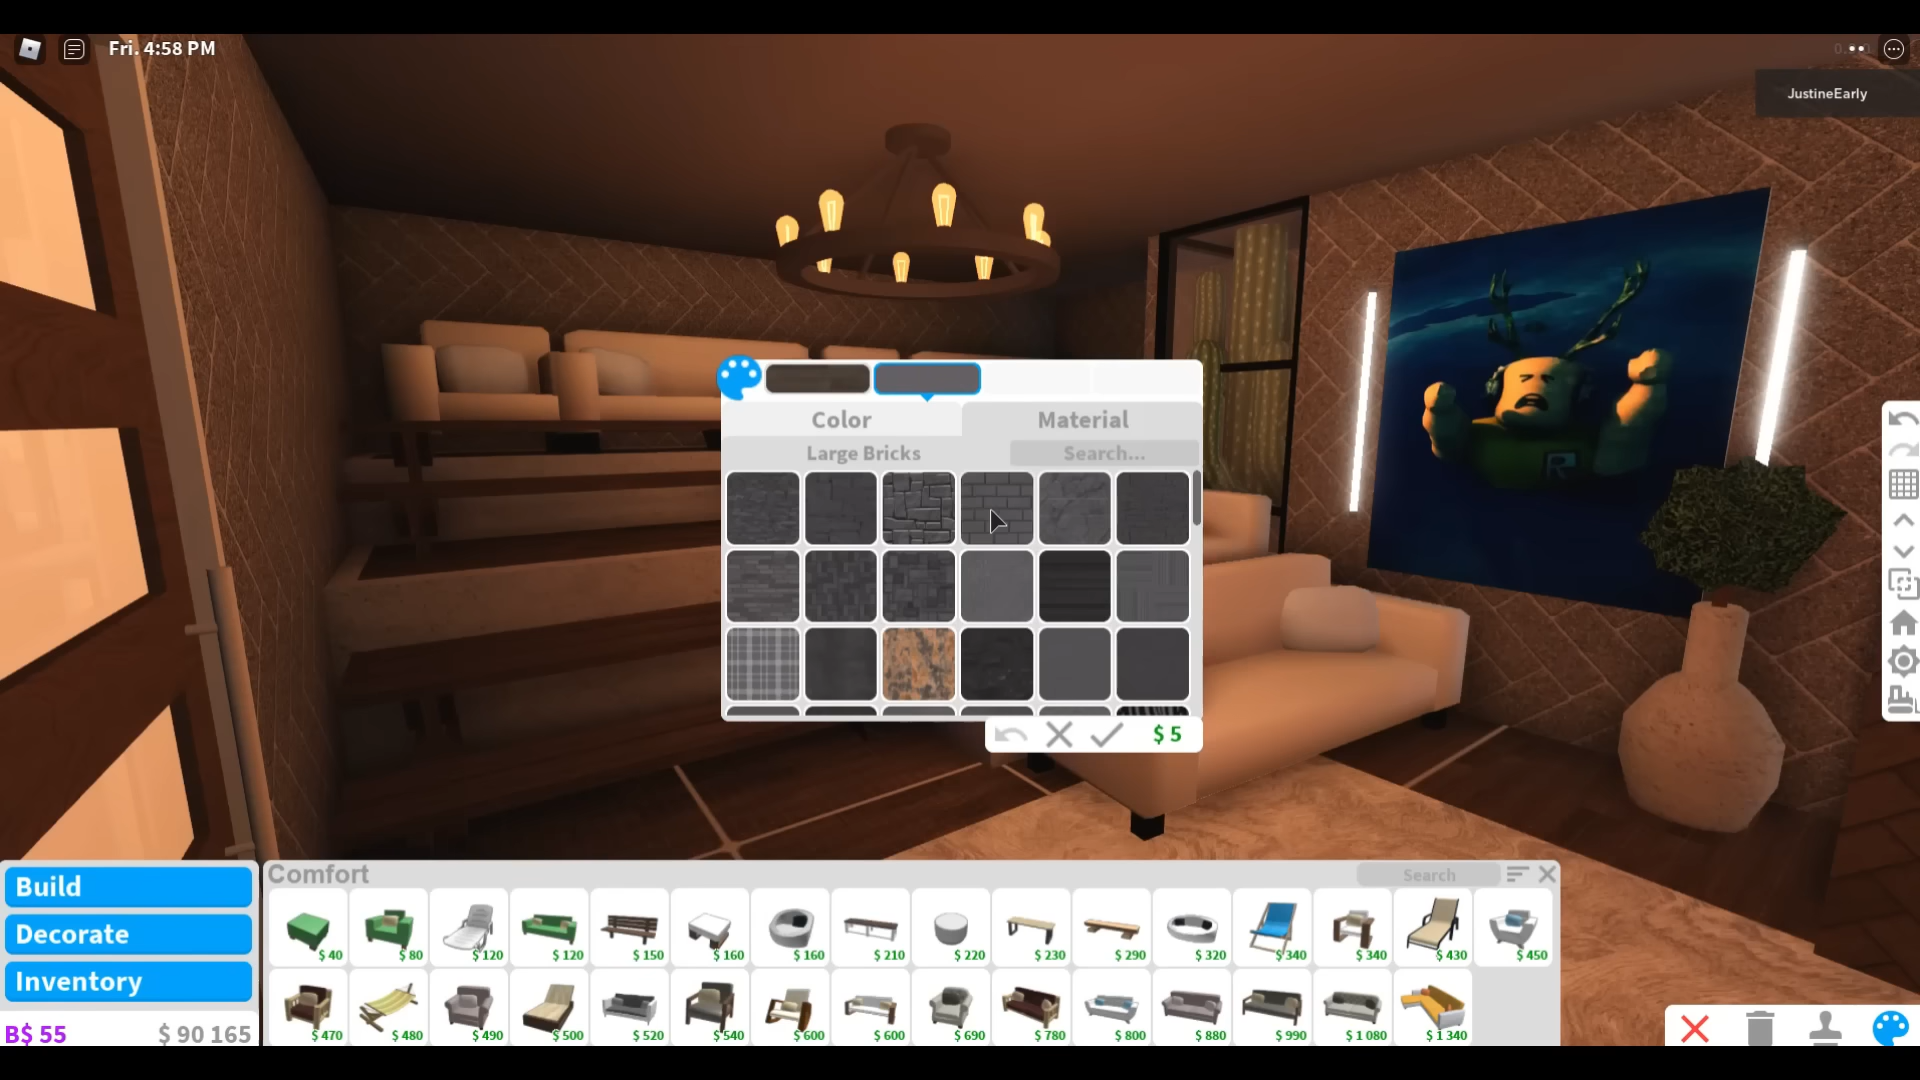 Fri. 4:58 PM
JustineEarly
Color
Material
Large Bricks
Search...
$ 5
Build
Decorate
Inventory
B$ 55
$ 90 165
Comfort
Search
$ 40
$ 80
$ 120
$ 120
$ 150
$ 160
$ 160
$ 210
$ 220
$ 230
$ 290
$ 320
$ 340
$ 340
$ 430
$ 450
$ 470
$ 480
$ 490
$ 500
$ 520
$ 540
$ 600
$ 600
$ 690
$ 780
$ 800
$ 880
$ 990
$ 1 080
$ 1 340